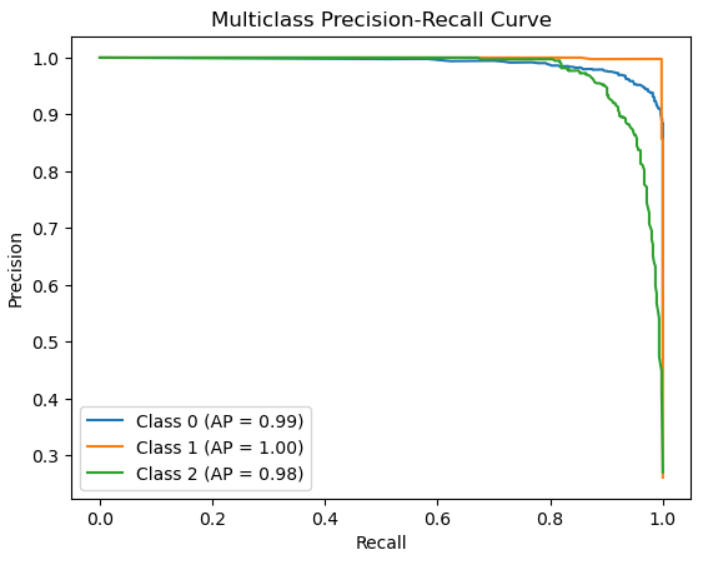 Multiclass Precision-Recall Curve
1.0
0.9
0.8
0.7
0.6
0.5
0.4
0.3
Precision
Class 0 (AP = 0.99)
Class 1 (AP = 1.00)
Class 2 (AP = 0.98)
0.0 0.2 0.4 0.6 0.8 1.0
Recall